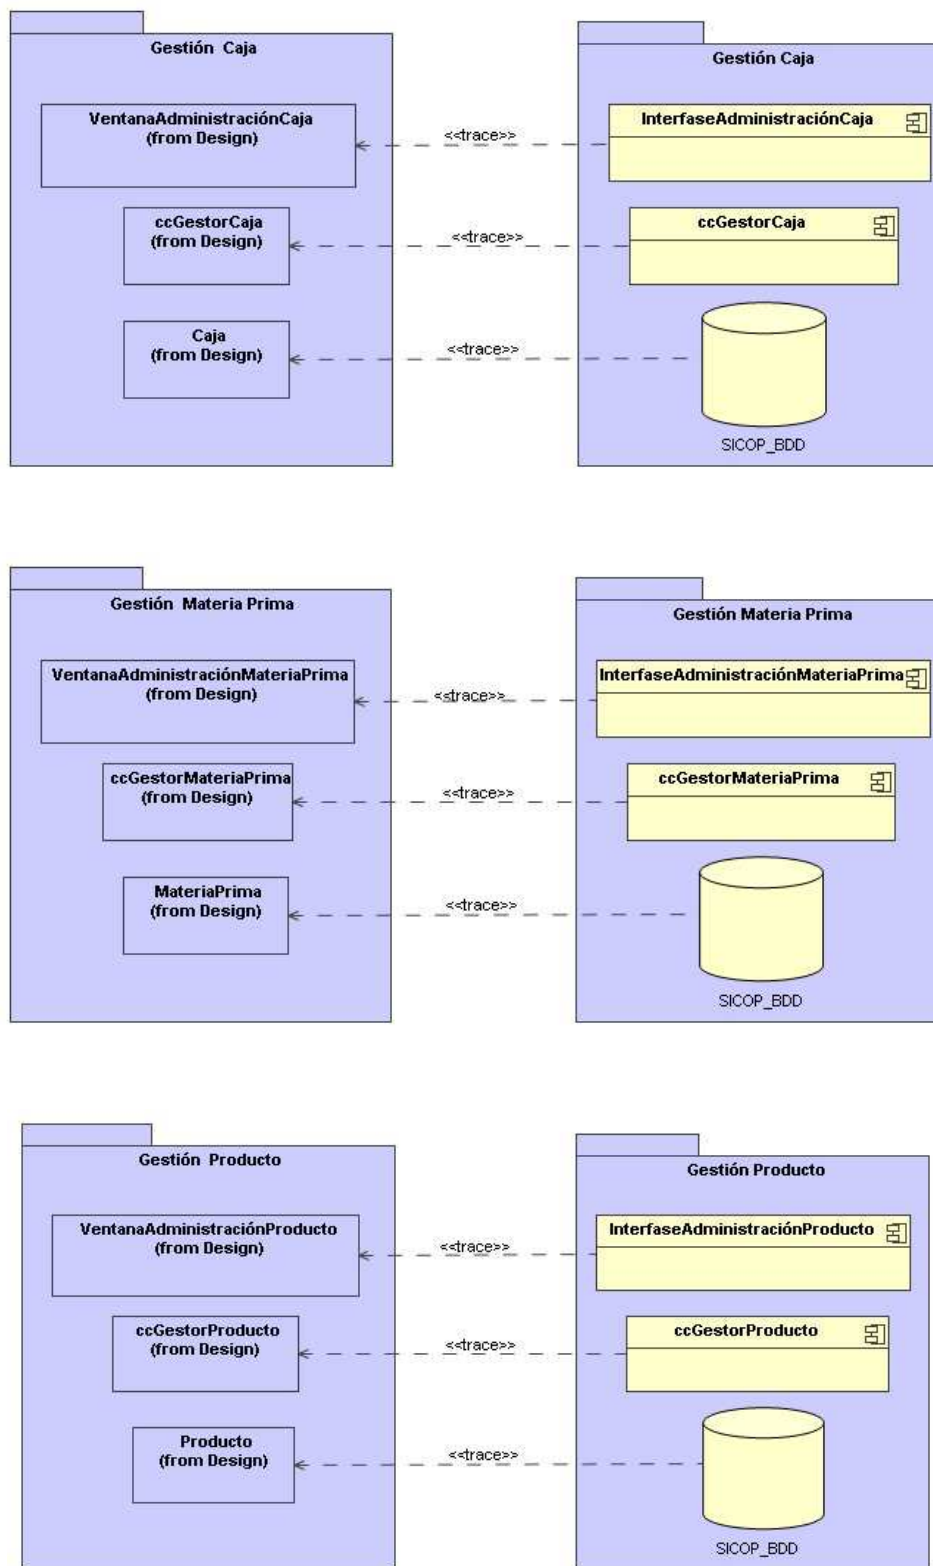 Gestión  Caja
VentanaAdministraciónCaja
(from Design)
ccGestorCaja
(from Design)
Caja
(from Design)
<<trace>>
<<trace>>
<<trace>>
Gestión Caja
InterfaseAdministraciónCaja
ccGestorCaja
SICOP_BDD
Gestión  Materia Prima
VentanaAdministraciónMateriaPrima
(from Design)
ccGestorMateriaPrima
(from Design)
MateriaPrima
(from Design)
<<trace>>
<<trace>>
<<trace>>
Gestión Materia Prima
InterfaseAdministraciónMateriaPrima
ccGestorMateriaPrima
SICOP_BDD
Gestión  Producto
VentanaAdministraciónProducto
(from Design)
ccGestorProducto
(from Design)
Producto
(from Design)
<<trace>>
<<trace>>
<<trace>>
Gestión Producto
InterfaseAdministraciónProducto
ccGestorProducto
SICOP_BDD